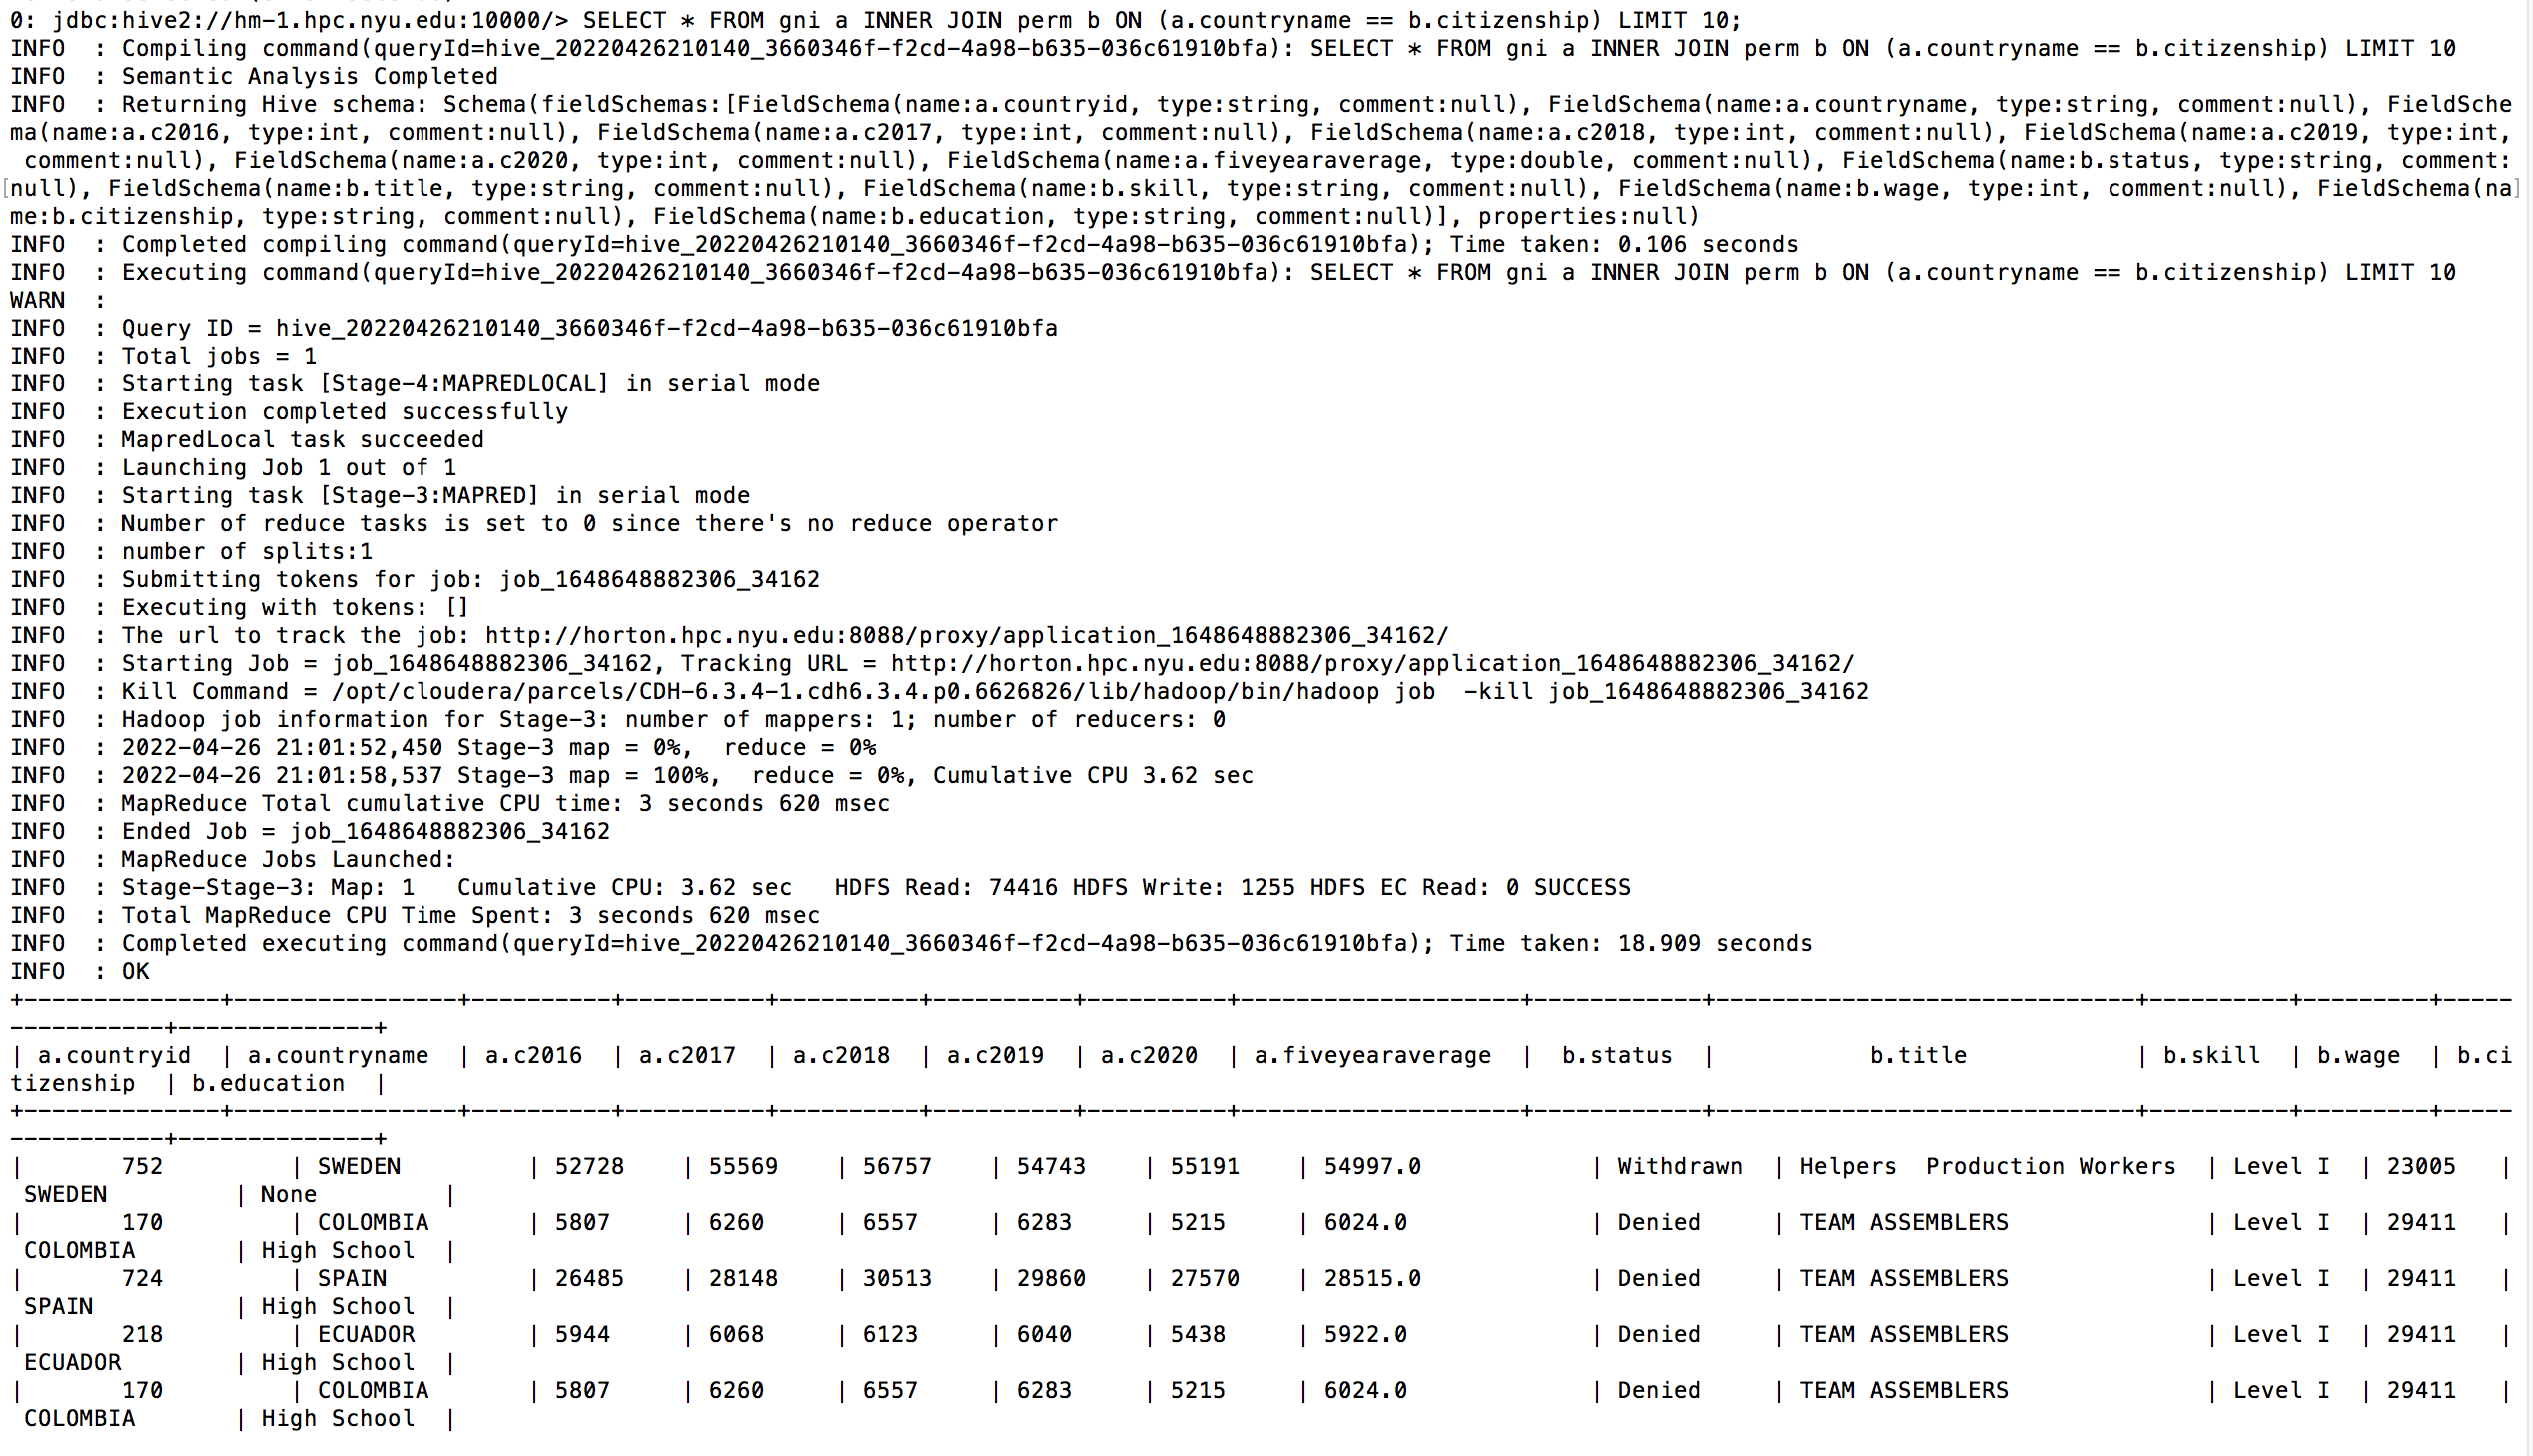 0: jdbc:hive2://hm-1.hpc.nyu.edu:10000/> SELECT * FROM gni a INNER JOIN perm b ON (a.countryname == b.citizenship) LIMIT 10;
INFO  : Compiling command(queryId=hive_20220426210140_3660346f-f2cd-4a98-b635-036c61910bfa): SELECT * FROM gni a INNER JOIN perm b ON (a.countryname == b.citizenship) LIMIT 10
INFO  : Semantic Analysis Completed
INFO  : Returning Hive schema: Schema(fieldSchemas:[FieldSchema(name:a.countryid, type:string, comment:null), FieldSchema(name:a.countryname, type:string, comment:null), FieldSche
ma(name:a.c2016, type:int, comment:null), FieldSchema(name:a.c2017, type:int, comment:null), FieldSchema(name:a.c2018, type:int, comment:null), FieldSchema(name:a.c2019, type:int,
 comment:null), FieldSchema(name:a.c2020, type:int, comment:null), FieldSchema(name:a.fiveyearaverage, type:double, comment:null), FieldSchema(name:b.status, type:string, comment:
[null), FieldSchema(name:b.title, type:string, comment:null), FieldSchema(name:b.skill, type:string, comment:null), FieldSchema(name:b.wage, type:int, comment:null), FieldSchema(na]
me:b.citizenship, type:string, comment:null), FieldSchema(name:b.education, type:string, comment:null)], properties:null)
INFO  : Completed compiling command(queryId=hive_20220426210140_3660346f-f2cd-4a98-b635-036c61910bfa); Time taken: 0.106 seconds
INFO  : Executing command(queryId=hive_20220426210140_3660346f-f2cd-4a98-b635-036c61910bfa): SELECT * FROM gni a INNER JOIN perm b ON (a.countryname == b.citizenship) LIMIT 10
WARN  :
INFO  : Query ID = hive_20220426210140_3660346f-f2cd-4a98-b635-036c61910bfa
INFO  : Total jobs = 1
INFO  : Starting task [Stage-4:MAPREDLOCAL] in serial mode
INFO  : Execution completed successfully
INFO  : MapredLocal task succeeded
INFO  : Launching Job 1 out of 1
INFO  : Starting task [Stage-3:MAPRED] in serial mode
INFO  : Number of reduce tasks is set to 0 since there's no reduce operator
INFO  : number of splits:1
INFO  : Submitting tokens for job: job_1648648882306_34162
INFO  : Executing with tokens: []
INFO  : The url to track the job: http://horton.hpc.nyu.edu:8088/proxy/application_1648648882306_34162/
INFO  : Starting Job = job_1648648882306_34162, Tracking URL = http://horton.hpc.nyu.edu:8088/proxy/application_1648648882306_34162/
INFO  : Kill Command = /opt/cloudera/parcels/CDH-6.3.4-1.cdh6.3.4.p0.6626826/lib/hadoop/bin/hadoop job  -kill job_1648648882306_34162
INFO  : Hadoop job information for Stage-3: number of mappers: 1; number of reducers: 0
INFO  : 2022-04-26 21:01:52,450 Stage-3 map = 0%,  reduce = 0%
INFO  : 2022-04-26 21:01:58,537 Stage-3 map = 100%,  reduce = 0%, Cumulative CPU 3.62 sec
INFO  : MapReduce Total cumulative CPU time: 3 seconds 620 msec
INFO  : Ended Job = job_1648648882306_34162
INFO  : MapReduce Jobs Launched:
INFO  : Stage-Stage-3: Map: 1   Cumulative CPU: 3.62 sec   HDFS Read: 74416 HDFS Write: 1255 HDFS EC Read: 0 SUCCESS
INFO  : Total MapReduce CPU Time Spent: 3 seconds 620 msec
INFO  : Completed executing command(queryId=hive_20220426210140_3660346f-f2cd-4a98-b635-036c61910bfa); Time taken: 18.909 seconds
INFO  : OK
+--------------+----------------+----------+----------+----------+----------+----------+--------------------+------------+------------------------------+----------+---------+-----
-----------+--------------+
| a.countryid  | a.countryname  | a.c2016  | a.c2017  | a.c2018  | a.c2019  | a.c2020  | a.fiveyearaverage  |  b.status  |           b.title            | b.skill  | b.wage  | b.ci
tizenship  | b.education  |
+--------------+----------------+----------+----------+----------+----------+----------+--------------------+------------+------------------------------+----------+---------+-----
-----------+--------------+
|       752         | SWEDEN         | 52728    | 55569    | 56757    | 54743    | 55191    | 54997.0            | Withdrawn  | Helpers  Production Workers  | Level I  | 23005   |
 SWEDEN         | None         |
|       170         | COLOMBIA       | 5807     | 6260     | 6557     | 6283     | 5215     | 6024.0             | Denied     | TEAM ASSEMBLERS              | Level I  | 29411   |
 COLOMBIA       | High School  |
|       724         | SPAIN          | 26485    | 28148    | 30513    | 29860    | 27570    | 28515.0            | Denied     | TEAM ASSEMBLERS              | Level I  | 29411   |
 SPAIN          | High School  |
|       218         | ECUADOR        | 5944     | 6068     | 6123     | 6040     | 5438     | 5922.0             | Denied     | TEAM ASSEMBLERS              | Level I  | 29411   |
 ECUADOR        | High School  |
|       170         | COLOMBIA       | 5807     | 6260     | 6557     | 6283     | 5215     | 6024.0             | Denied     | TEAM ASSEMBLERS              | Level I  | 29411   |
 COLOMBIA       | High School  |